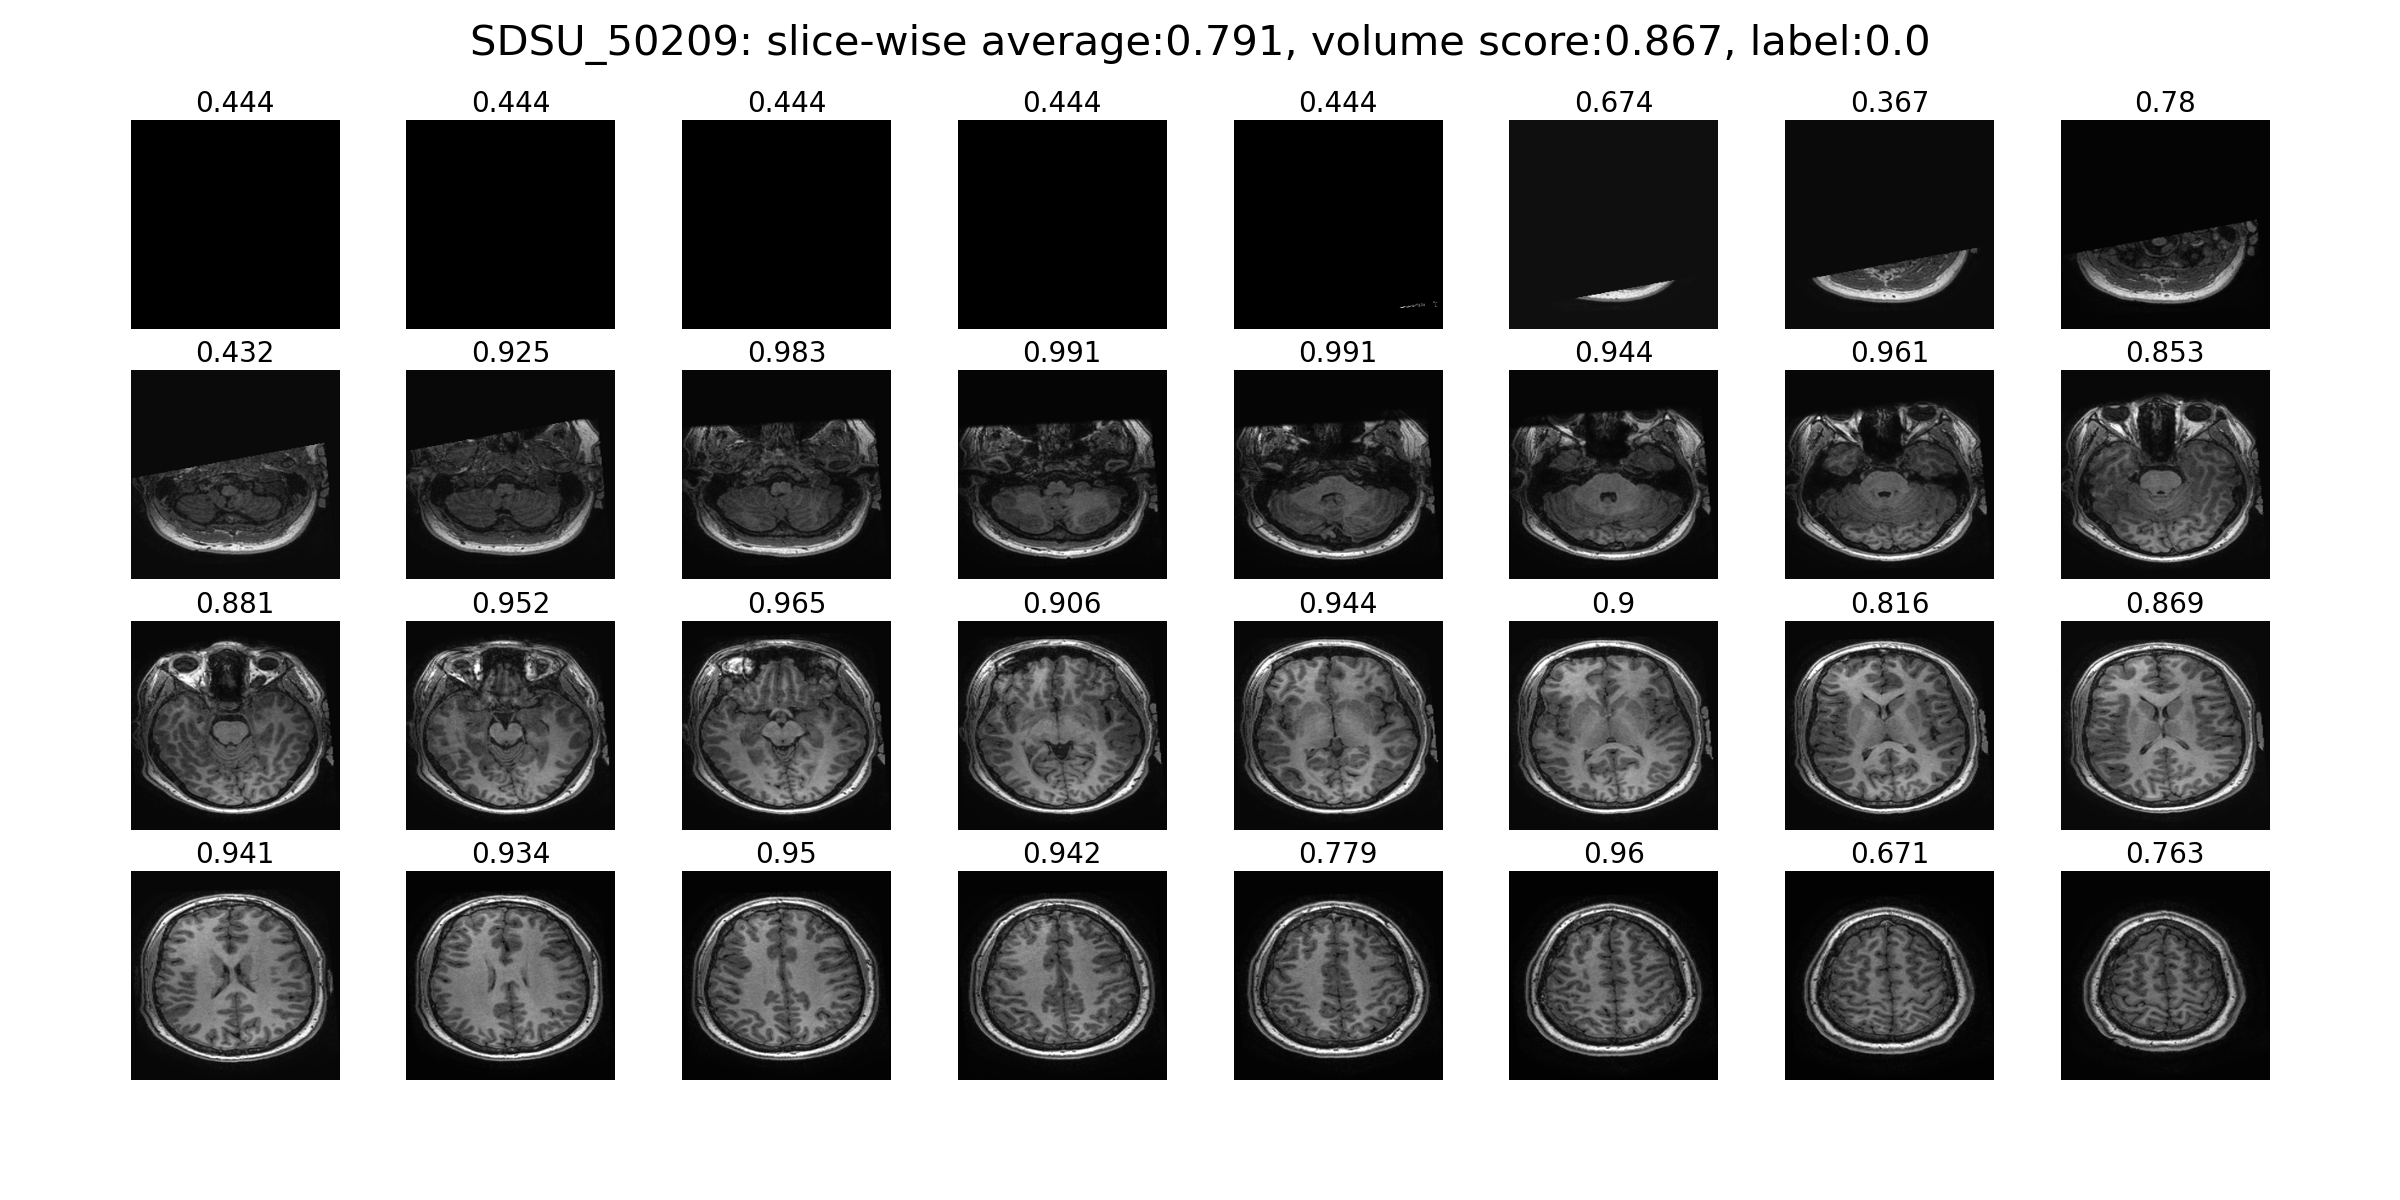 SDSU_50209: slice-wise average:0.791, volume score:0.867, label:0.0
0.444 0.444 0.444 0.444 0.444 0.674 0.367 0.78
0.432 0.925 0.983 0.991 0.991 0.944 0.961 0.853
0.881 0.952 0.965 0.906 0.944 0.9 0.816 0.869
0.941 0.934 0.95 0.942 0.779 0.96 0.671 0.763